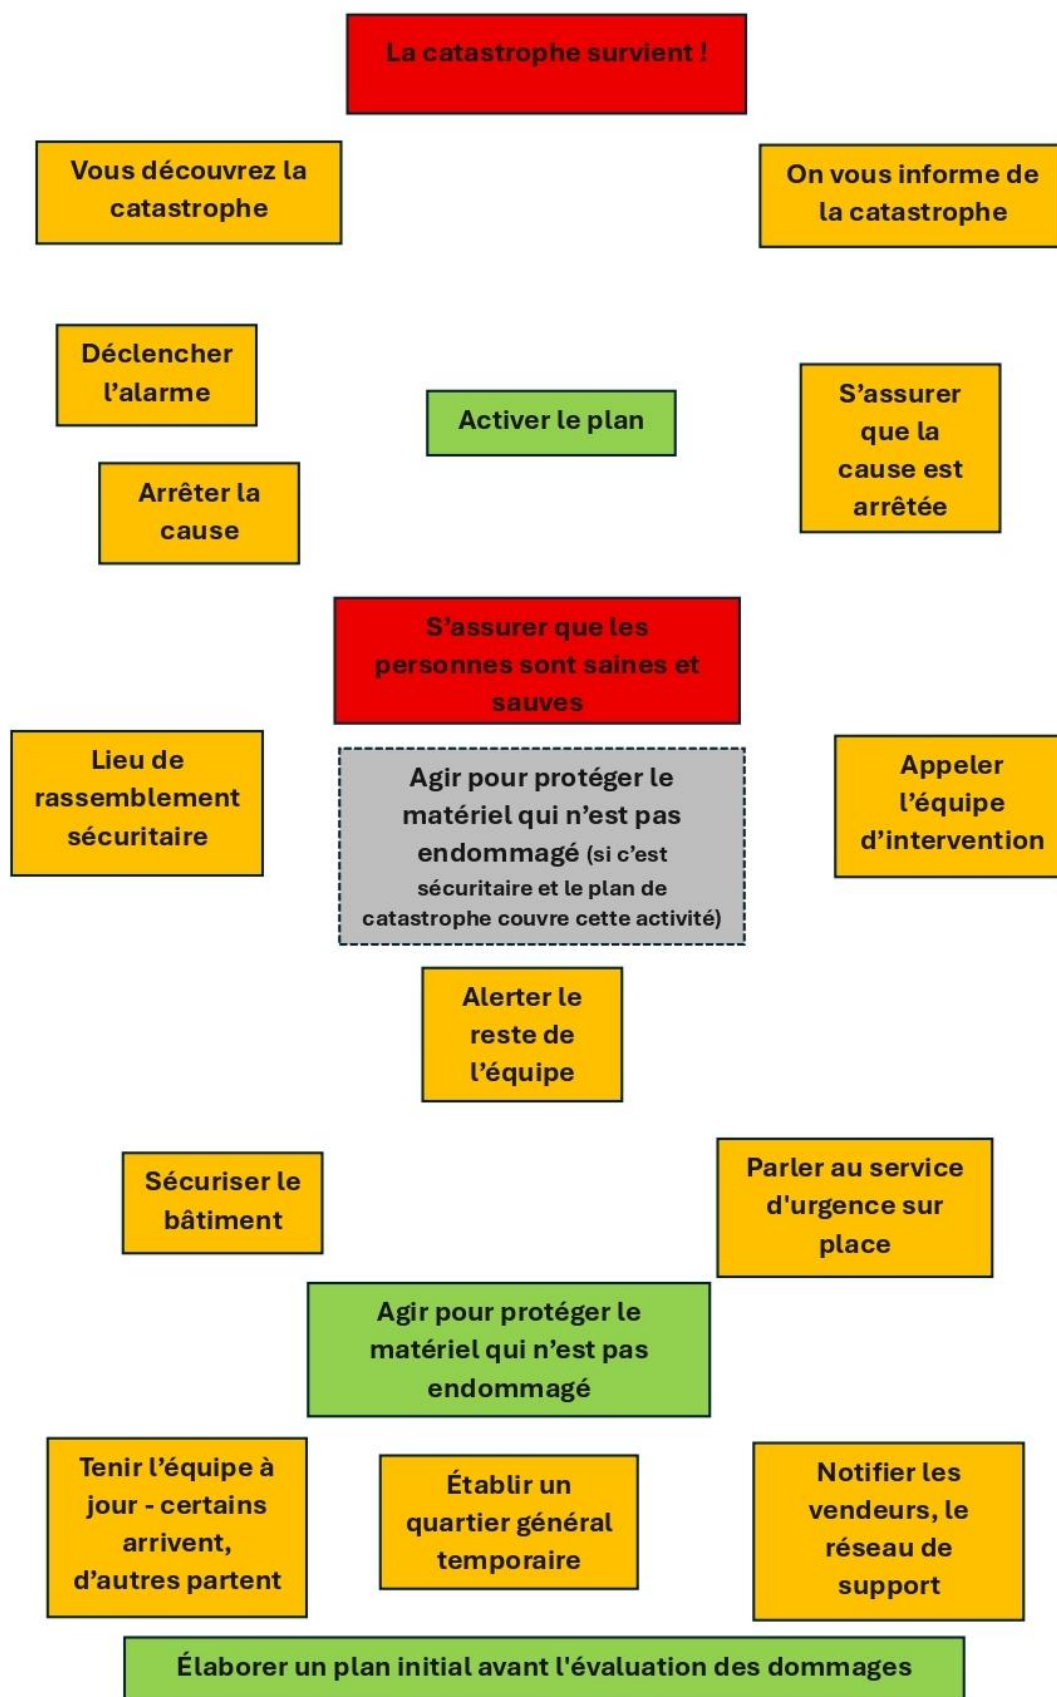 La catastrophe survient !
Vous découvrez la
catastrophe
On vous informe de
la catastrophe
Déclencher
l’alarme
Activer le plan
S’assurer
que la
cause est
arrêtée
Arrêter la
cause
S’assurer que les
personnes sont saines et
sauves
Lieu de
rassemblement
sécuritaire
Agir pour protéger le
matériel qui n’est pas
endommagé (si c’est
sécuritaire et le plan de
catastrophe couvre cette activité)
Appeler
l’équipe
d’intervention
Alerter le
reste de
l’équipe
Sécuriser le
bâtiment
Parler au service
d'urgence sur
place
Agir pour protéger le
matériel qui n’est pas
endommagé
Tenir l’équipe à
jour - certains
arrivent,
d’autres partent
Établir un
quartier général
temporaire
Notifier les
vendeurs, le
réseau de
support
Élaborer un plan initial avant l'évaluation des dommages